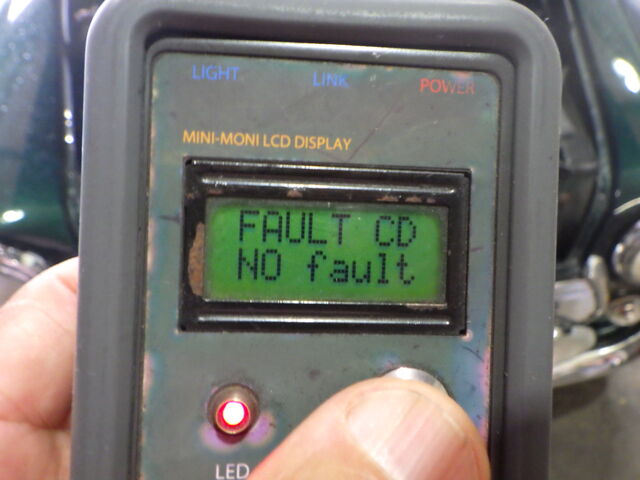 LIGHT LINK POWER
MINI-MONI LCD DISPLAY
FAULT CD
NO fault
LED